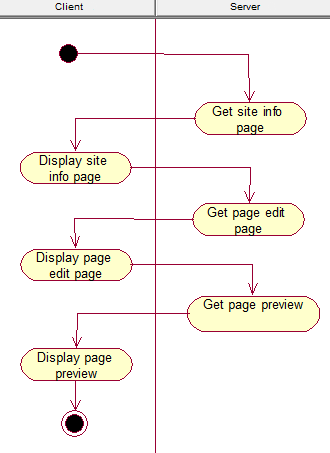 Client
Server
Get site info
page
Display site
info page
Get page edit
page
Display page
edit page
Get page preview
Display page
preview